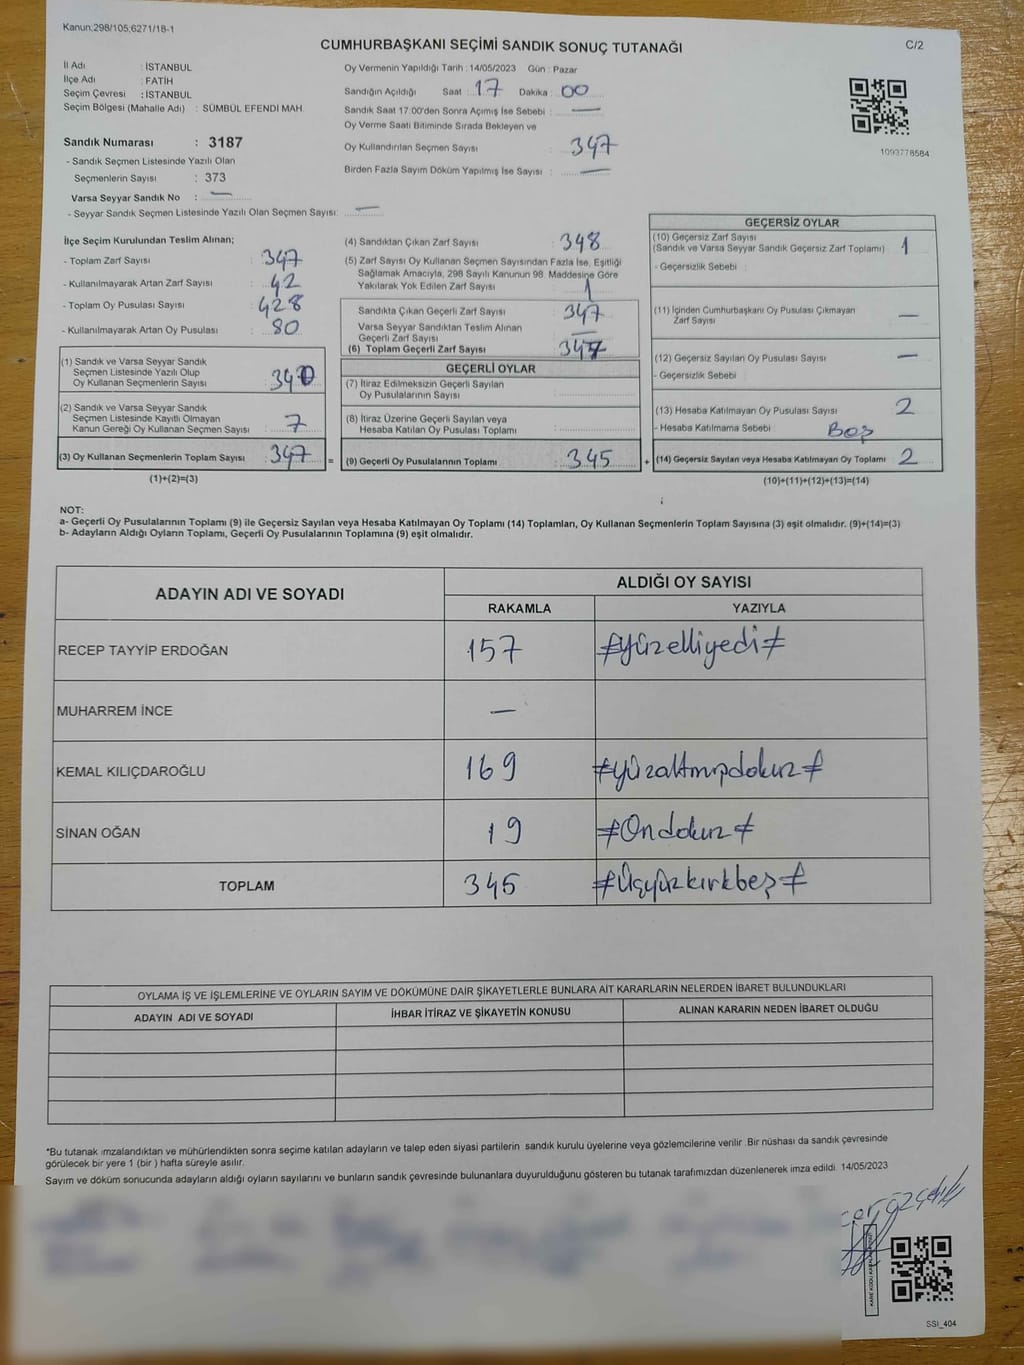 Kanun:298/105;6271/18-1
CUMHURBAŞKANI SEÇİMİ SANDIK SONUÇ TUTANAĞI
C/2
İl Adı : İSTANBUL
İlçe Adı : FATİH
Seçim Çevresi : İSTANBUL
Seçim Bölgesi (Mahalle Adı) : SÜMBÜL EFENDİ MAH.
Sandık Numarası : 3187
- Sandık Seçmen Listesinde Yazılı Olan
Seçmenlerin Sayısı : 373
Varsa Seyyar Sandık No : —
- Seyyar Sandık Seçmen Listesinde Yazılı Olan Seçmen Sayısı: —
Oy Vermenin Yapıldığı Tarih : 14/05/2023 Gün : Pazar
Sandığın Açıldığı Saat : 17 Dakika : 00
Sandık Saat 17:00'den Sonra Açımış İse Sebebi : —
Oy Verme Saati Bitiminde Sırada Bekleyen ve
Oy Kullandırılan Seçmen Sayısı : 347
Birden Fazla Sayım Döküm Yapılmış İse Sayısı : —
1093778584
İlçe Seçim Kurulundan Teslim Alınan;
- Toplam Zarf Sayısı : 347
- Kullanılmayarak Artan Zarf Sayısı : 42
- Toplam Oy Pusulası Sayısı : 428
- Kullanılmayarak Artan Oy Pusulası : 80
(1) Sandık ve Varsa Seyyar Sandık
Seçmen Listesinde Yazılı Olup
Oy Kullanan Seçmenlerin Sayısı : 340
(2) Sandık ve Varsa Seyyar Sandık
Seçmen Listesinde Kayıtlı Olmayan
Kanun Gereği Oy Kullanan Seçmen Sayısı : 7
(3) Oy Kullanan Seçmenlerin Toplam Sayısı : 347 =
(1)+(2)=(3)
(4) Sandıktan Çıkan Zarf Sayısı : 348
(5) Zarf Sayısı Oy Kullanan Seçmen Sayısından Fazla İse, Eşitliği
Sağlamak Amacıyla, 298 Sayılı Kanunun 98. Maddesine Göre
Yakılarak Yok Edilen Zarf Sayısı : 1
Sandıkta Çıkan Geçerli Zarf Sayısı : 347
Varsa Seyyar Sandıktan Teslim Alınan
Geçerli Zarf Sayısı : —
(6) Toplam Geçerli Zarf Sayısı : 347
GEÇERLİ OYLAR
(7) İtiraz Edilmeksizin Geçerli Sayılan
Oy Pusulalarının Sayısı :
(8) İtiraz Üzerine Geçerli Sayılan veya
Hesaba Katılan Oy Pusulası Toplamı :
(9) Geçerli Oy Pusulalarının Toplamı : 345 +
GEÇERSİZ OYLAR
(10) Geçersiz Zarf Sayısı
(Sandık ve Varsa Seyyar Sandık Geçersiz Zarf Toplamı) : 1
- Geçersizlik Sebebi :
(11) İçinden Cumhurbaşkanı Oy Pusulası Çıkmayan
Zarf Sayısı : —
(12) Geçersiz Sayılan Oy Pusulası Sayısı : —
- Geçersizlik Sebebi :
(13) Hesaba Katılmayan Oy Pusulası Sayısı : 2
- Hesaba Katılmama Sebebi : Boş
(14) Geçersiz Sayılan veya Hesaba Katılmayan Oy Toplamı : 2
(10)+(11)+(12)+(13)=(14)
NOT:
a- Geçerli Oy Pusulalarının Toplamı (9) ile Geçersiz Sayılan veya Hesaba Katılmayan Oy Toplamı (14) Toplamları, Oy Kullanan Seçmenlerin Toplam Sayısına (3) eşit olmalıdır. (9)+(14)=(3)
b- Adayların Aldığı Oyların Toplamı, Geçerli Oy Pusulalarının Toplamına (9) eşit olmalıdır.
ADAYIN ADI VE SOYADI
ALDIĞI OY SAYISI
RAKAMLA YAZIYLA
RECEP TAYYİP ERDOĞAN 157 #Yüzelliyedi#
MUHARREM İNCE —
KEMAL KILIÇDAROĞLU 169 #Yüzaltmışdokuz#
SİNAN OĞAN 19 #Ondokuz#
TOPLAM 345 #Üçyüzkırkbeş#
OYLAMA İŞ VE İŞLEMLERİNE VE OYLARIN SAYIM VE DÖKÜMÜNE DAİR ŞİKAYETLERLE BUNLARA AİT KARARLARIN NELERDEN İBARET BULUNDUKLARI
ADAYIN ADI VE SOYADI İHBAR İTİRAZ VE ŞİKAYETİN KONUSU ALINAN KARARIN NEDEN İBARET OLDUĞU
*Bu tutanak imzalandıktan ve mühürlendikten sonra seçime katılan adayların ve talep eden siyasi partilerin sandık kurulu üyelerine veya gözlemcilerine verilir. Bir nüshası da sandık çevresinde
görülecek bir yere 1 (bir) hafta süreyle asılır.
Sayım ve döküm sonucunda adayların aldığı oyların sayılarını ve bunların sandık çevresinde bulunanlara duyurulduğunu gösteren bu tutanak tarafımızdan düzenlenerek imza edildi. 14/05/2023
SSI_404